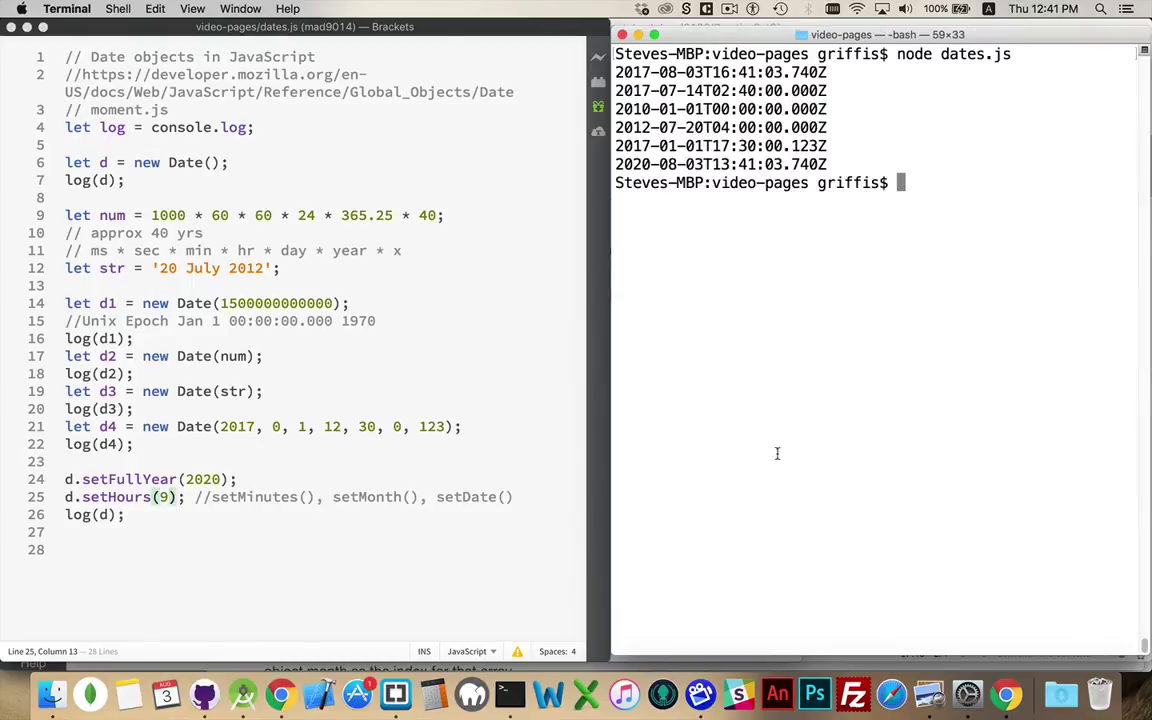 Terminal Shell Edit View Window Help
100% A Thu 12:41 PM
video-pages/dates.js (mad9014) — Brackets
1 // Date objects in JavaScript
2 //https://developer.mozilla.org/en-
US/docs/Web/JavaScript/Reference/Global_Objects/Date
3 // moment.js
4 let log = console.log;
5
6 let d = new Date();
7 log(d);
8
9 let num = 1000 * 60 * 60 * 24 * 365.25 * 40;
10 // approx 40 yrs
11 // ms * sec * min * hr * day * year * x
12 let str = '20 July 2012';
13
14 let d1 = new Date(1500000000000);
15 //Unix Epoch Jan 1 00:00:00.000 1970
16 log(d1);
17 let d2 = new Date(num);
18 log(d2);
19 let d3 = new Date(str);
20 log(d3);
21 let d4 = new Date(2017, 0, 1, 12, 30, 0, 123);
22 log(d4);
23
24 d.setFullYear(2020);
25 d.setHours(9); //setMinutes(), setMonth(), setDate()
26 log(d);
27
28
Line 25, Column 13 — 28 Lines
INS JavaScript Spaces: 4
video-pages — -bash — 59×33
Steves-MBP:video-pages griffis$ node dates.js
2017-08-03T16:41:03.740Z
2017-07-14T02:40:00.000Z
2010-01-01T00:00:00.000Z
2012-07-20T04:00:00.000Z
2017-01-01T17:30:00.123Z
2020-08-03T13:41:03.740Z
Steves-MBP:video-pages griffis$
Help
AUG
3
1
An
Ps
Fz